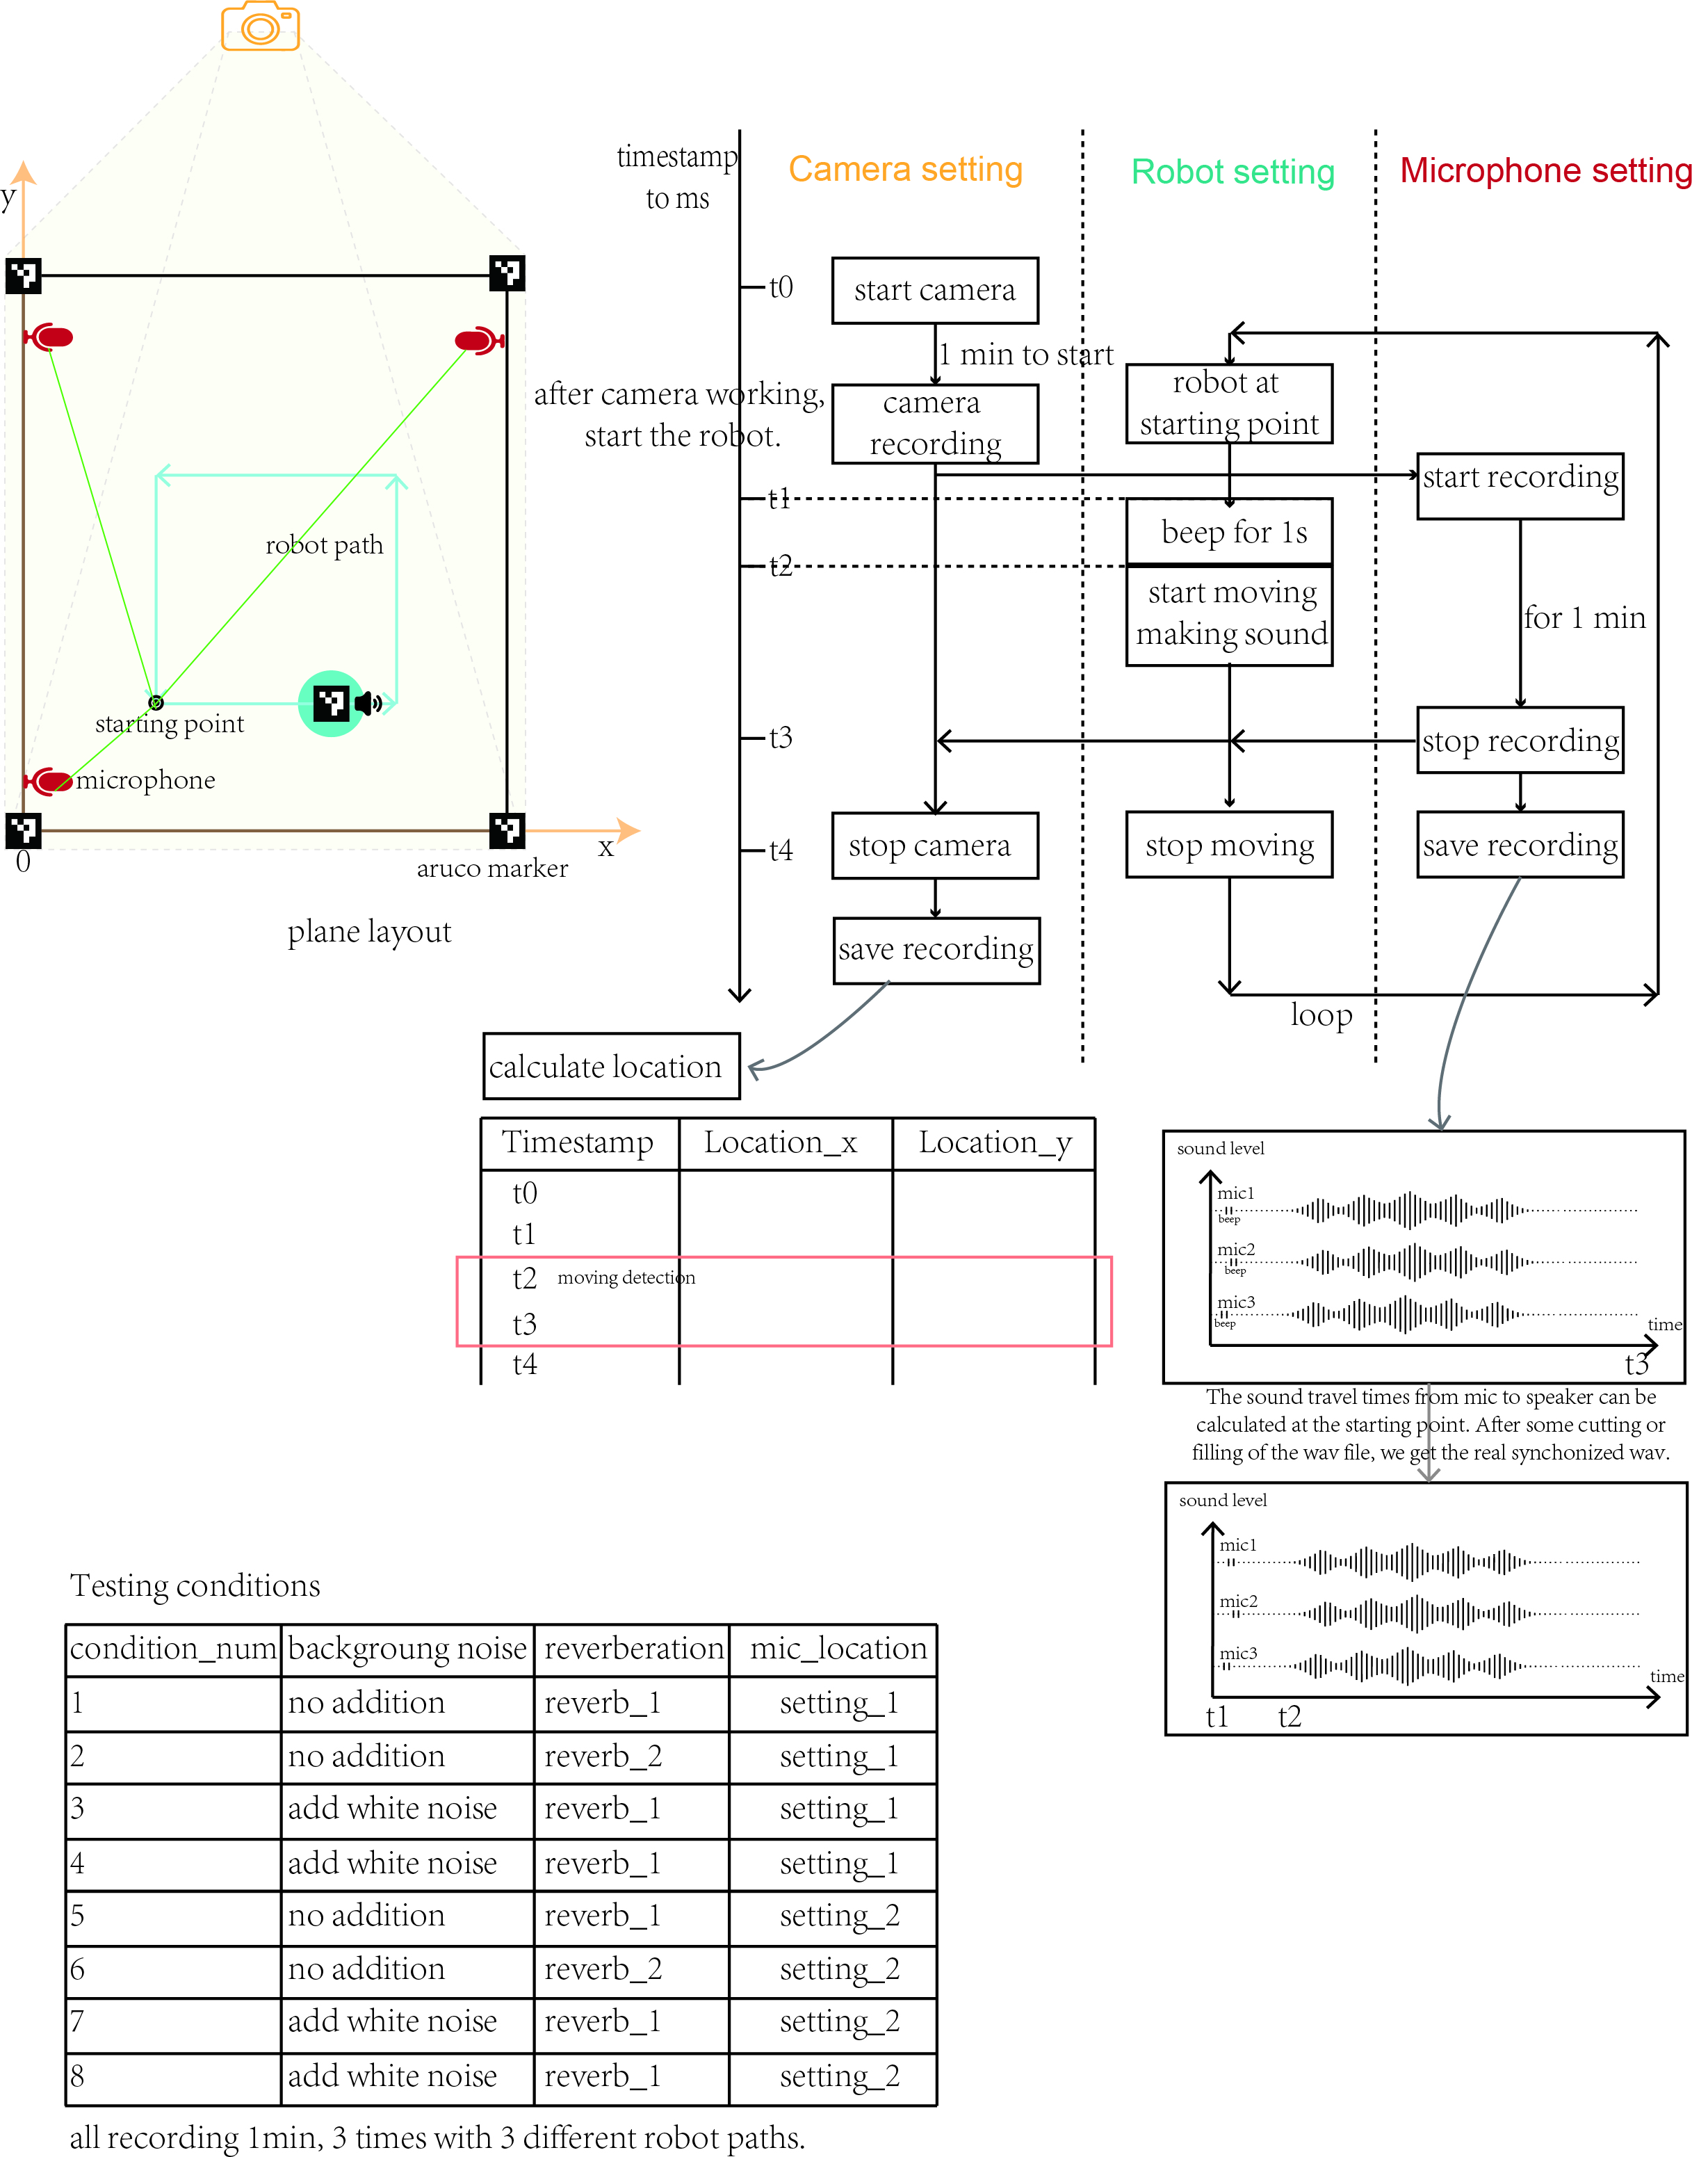 y
robot path
starting point
microphone
0
x
aruco marker
plane layout
timestamp
to ms
Camera setting
Robot setting
Microphone setting
t0
start camera
1 min to start
after camera working,
start the robot.
camera
recording
robot at
starting point
start recording
t1
beep for 1s
t2
start moving
making sound
for 1 min
t3
stop recording
t4
stop camera
stop moving
save recording
save recording
loop
calculate location
Timestamp Location_x Location_y
t0
t1
t2 moving detection
t3
t4
sound level
mic1
beep
mic2
beep
mic3
beep
time
t3
The sound travel times from mic to speaker can be
calculated at the starting point. After some cutting or
filling of the wav file, we get the real synchonized wav.
sound level
mic1
mic2
mic3
time
t1 t2
Testing conditions
condition_num backgroung noise reverberation mic_location
1 no addition reverb_1 setting_1
2 no addition reverb_2 setting_1
3 add white noise reverb_1 setting_1
4 add white noise reverb_1 setting_1
5 no addition reverb_1 setting_2
6 no addition reverb_2 setting_2
7 add white noise reverb_1 setting_2
8 add white noise reverb_1 setting_2
all recording 1min, 3 times with 3 different robot paths.